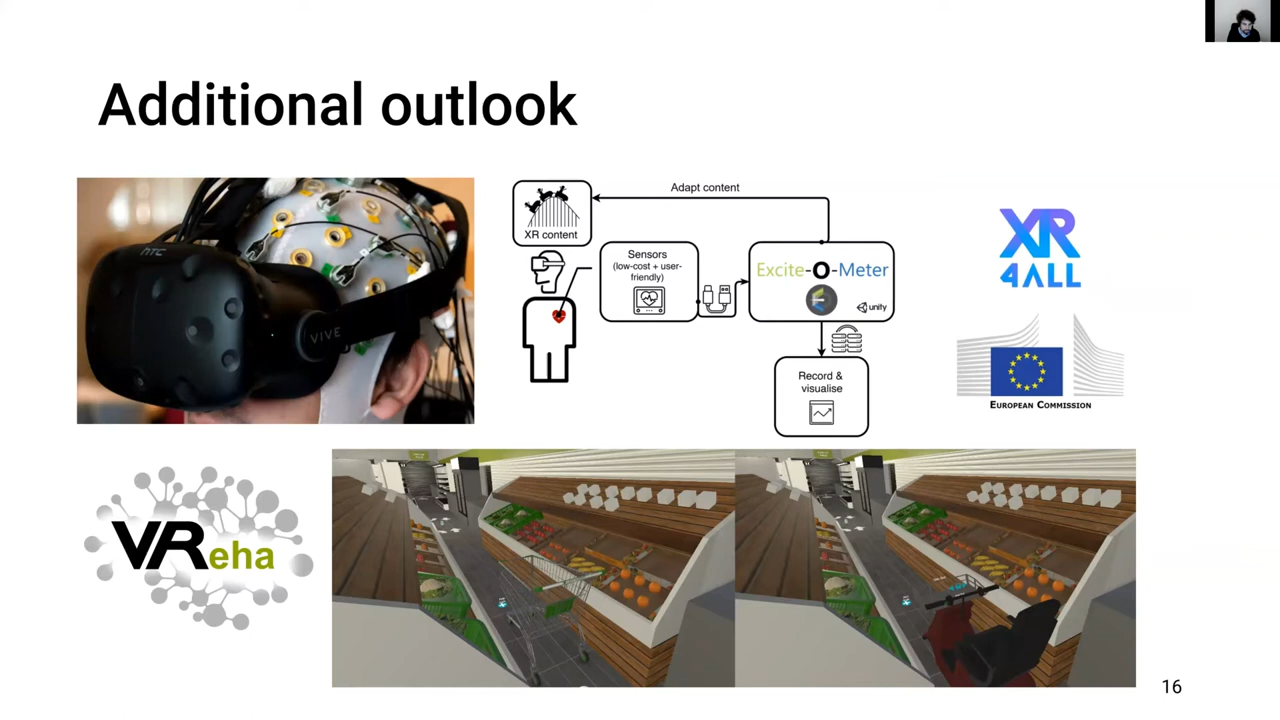 Additional outlook
htc
VIVE
Adapt content
XR content
Sensors
(low-cost + user-
friendly)
Excite-O-Meter
unity
Record &
visualise
XR
4ALL
EUROPEAN COMMISSION
VReha
16